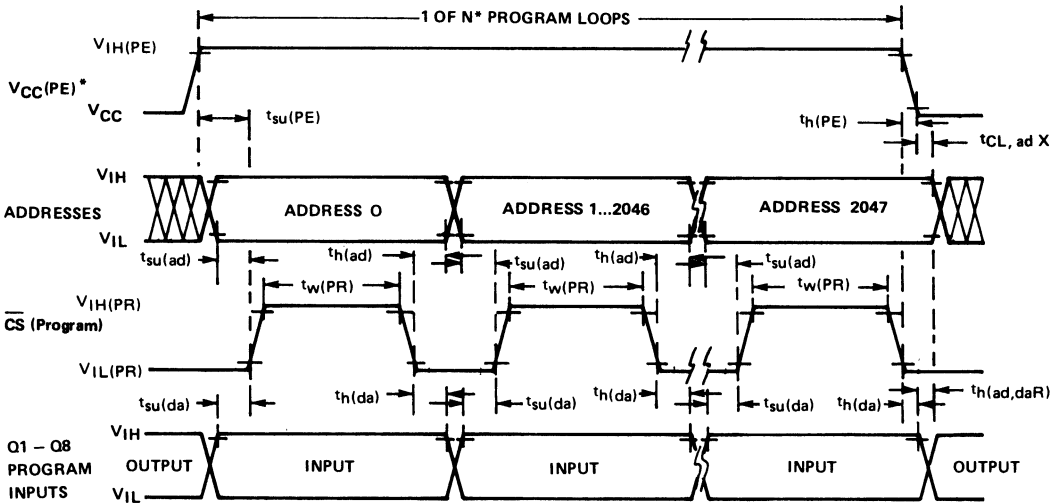 1 OF N* PROGRAM LOOPS
VIH(PE)
VCC(PE)*
VCC
tsu(PE)
th(PE)
tCL, ad X
VIH
ADDRESSES
ADDRESS 0
ADDRESS 1...2046
ADDRESS 2047
VIL
tsu(ad)
th(ad)
tsu(ad)
th(ad)
tsu(ad)
VIH(PR)
tw(PR)
tw(PR)
tw(PR)
CS (Program)
VIL(PR)
tsu(da)
th(da)
tsu(da)
th(da)
tsu(da)
th(da)
th(ad,daR)
VIH
Q1 – Q8
PROGRAM
INPUTS
OUTPUT
INPUT
INPUT
INPUT
OUTPUT
VIL